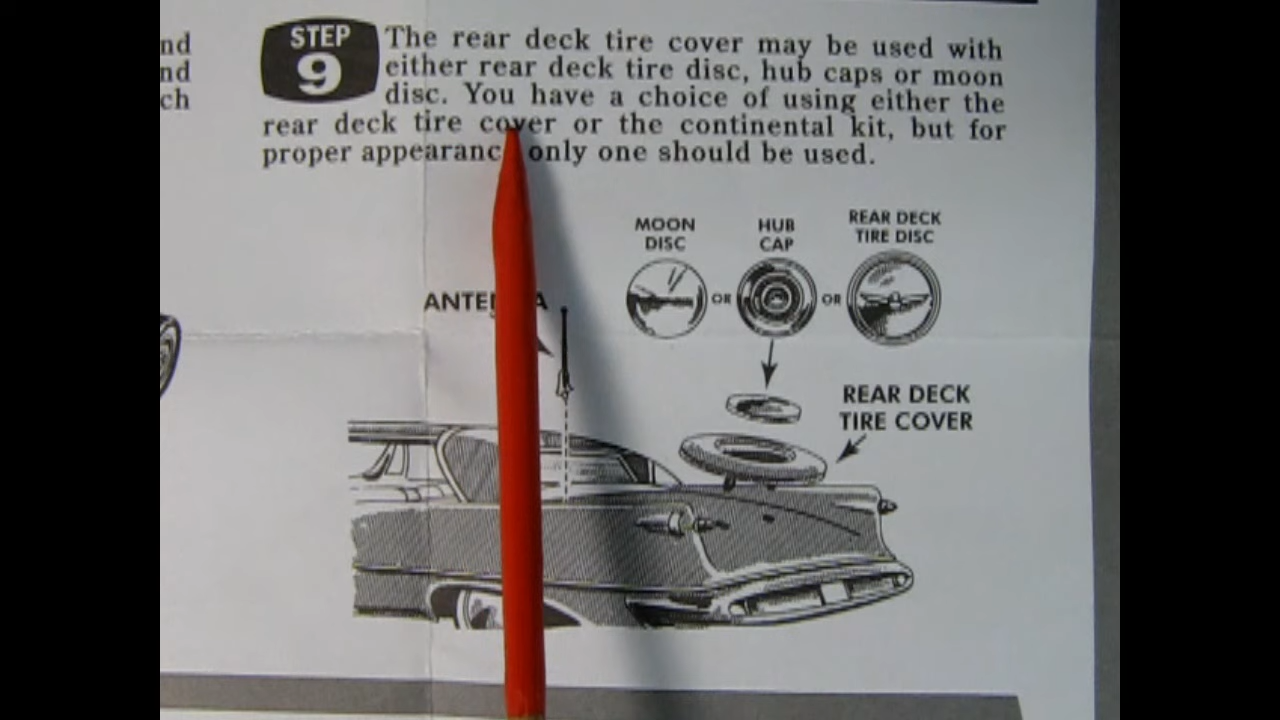 nd
nd
ch
STEP
9
The rear deck tire cover may be used with
either rear deck tire disc, hub caps or moon
disc. You have a choice of using either the
rear deck tire cover or the continental kit, but for
proper appearanc only one should be used.
MOON
DISC
OR
HUB
CAP
OR
REAR DECK
TIRE DISC
ANTE A
REAR DECK
TIRE COVER